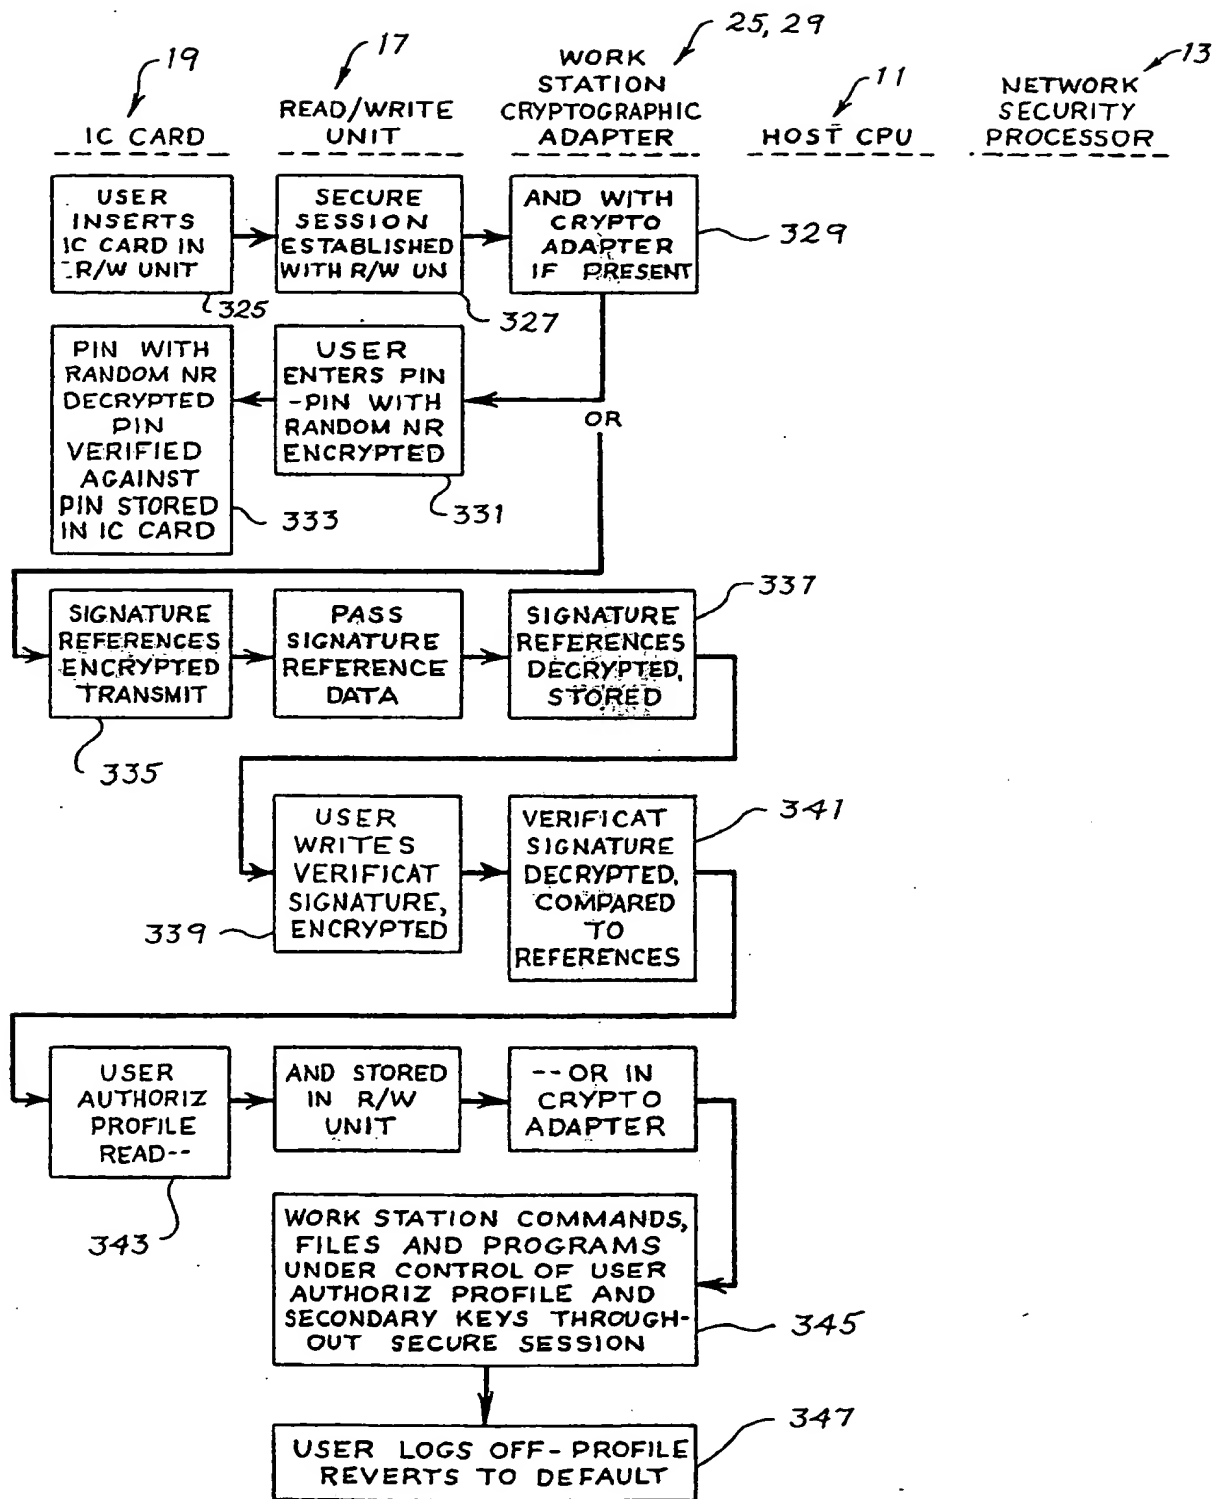 25, 29
19
17
13
11
WORK
STATION
CRYPTOGRAPHIC
ADAPTER
READ/WRITE
UNIT
IC CARD
HOST CPU
NETWORK
SECURITY
PROCESSOR
USER
INSERTS
IC CARD IN
R/W UNIT
325
SECURE
SESSION
ESTABLISHED
WITH R/W UN
327
AND WITH
CRYPTO
ADAPTER
IF PRESENT
329
PIN WITH
RANDOM NR
DECRYPTED
PIN
VERIFIED
AGAINST
PIN STORED
IN IC CARD
333
USER
ENTERS PIN
-PIN WITH
RANDOM NR
ENCRYPTED
331
OR
SIGNATURE
REFERENCES
ENCRYPTED
TRANSMIT
335
PASS
SIGNATURE
REFERENCE
DATA
SIGNATURE
REFERENCES
DECRYPTED,
STORED
337
USER
WRITES
VERIFICAT
SIGNATURE,
ENCRYPTED
339
VERIFICAT
SIGNATURE
DECRYPTED,
COMPARED
TO
REFERENCES
341
USER
AUTHORIZ
PROFILE
READ--
343
AND STORED
IN R/W
UNIT
--OR IN
CRYPTO
ADAPTER
WORK STATION COMMANDS,
FILES AND PROGRAMS
UNDER CONTROL OF USER
AUTHORIZ PROFILE AND
SECONDARY KEYS THROUGH-
OUT SECURE SESSION
345
USER LOGS OFF-PROFILE
REVERTS TO DEFAULT
347